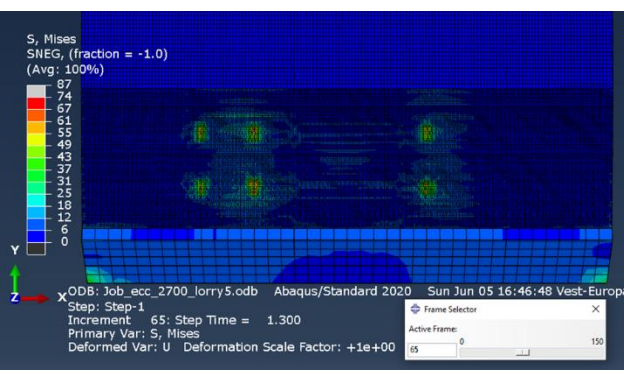 S, Mises
SNEG, (fraction = -1.0)
(Avg: 100%)
87
74
67
61
55
49
43
37
31
25
18
12
6
0
Y
Z X
ODB: Job_ecc_2700_lorry5.odb Abaqus/Standard 2020 Sun Jun 05 16:46:48 Vest-Europa
Step: Step-1
Increment 65: Step Time = 1.300
Primary Var: S, Mises
Deformed Var: U Deformation Scale Factor: +1e+00
Frame Selector
Active Frame:
0 150
65